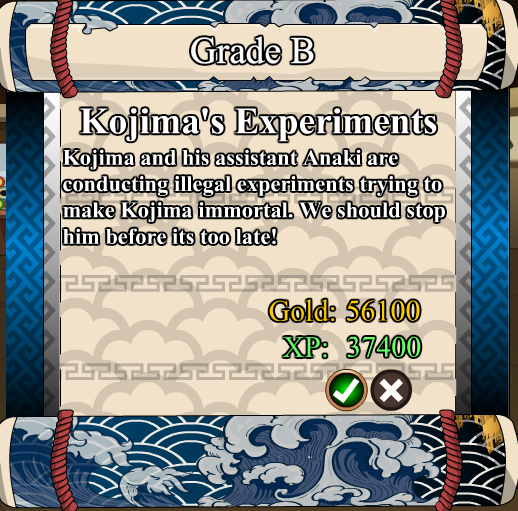 Grade B
Kojima's Experiments
Kojima and his assistant Anaki are
conducting illegal experiments trying to
make Kojima immortal. We should stop
him before its too late!
Gold: 56100
XP: 37400